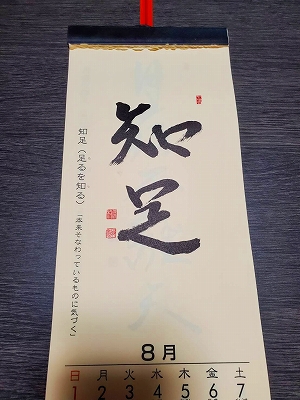 知足
知足（足るを知る）「本来そなわっているものに気づく」
8月
日 月 火 水 木 金 土
1 2 3 4 5 6 7